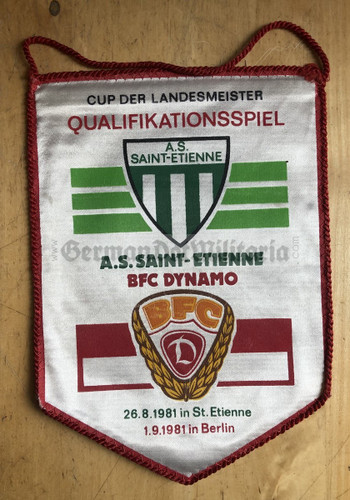 CUP DER LANDESMEISTER
QUALIFIKATIONSSPIEL
A.S.
SAINT-ETIENNE
A.S. SAINT-ETIENNE
BFC DYNAMO
BFC
D
26.8.1981 in St. Etienne
1.9.1981 in Berlin